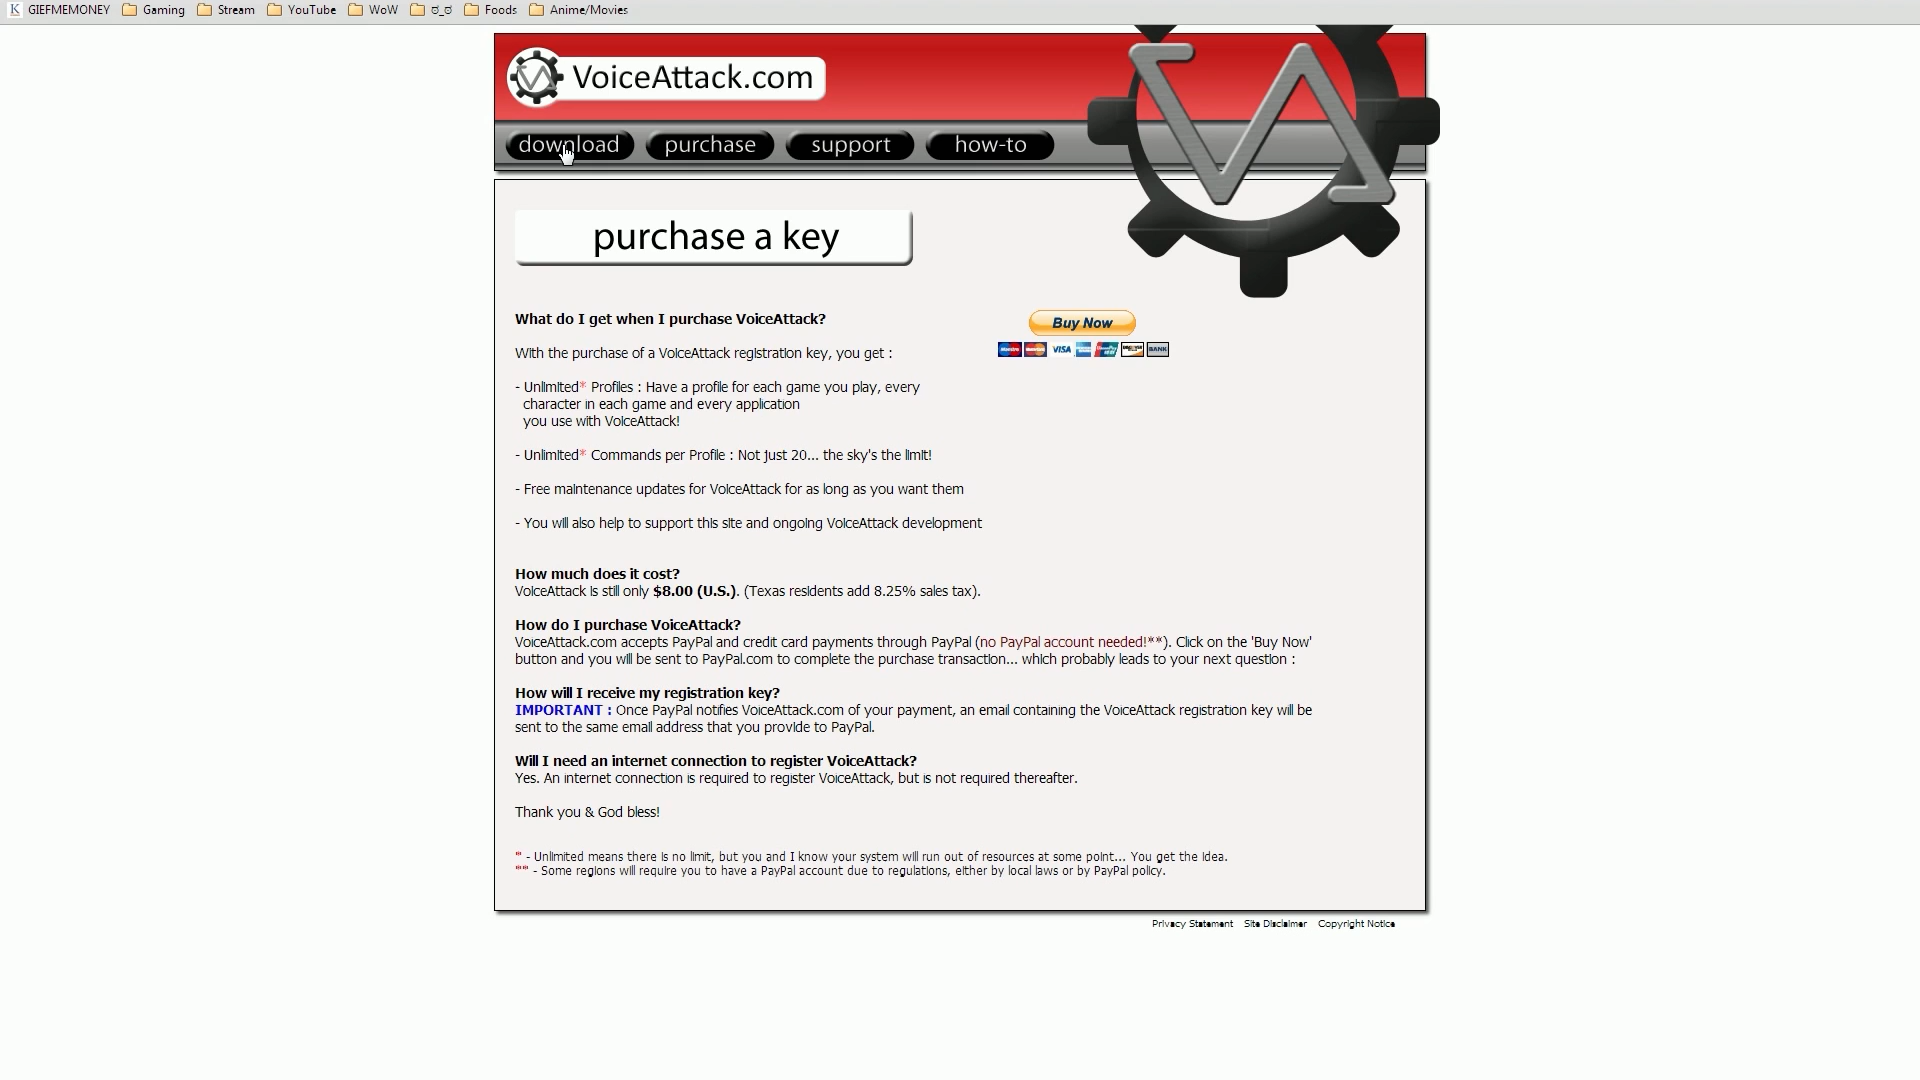 GIEFMEMONEY Gaming Stream YouTube WoW ಠ_ಠ Foods Anime/Movies
VoiceAttack.com
download purchase support how-to
purchase a key
What do I get when I purchase VoiceAttack?
Buy Now
With the purchase of a VoiceAttack registration key, you get :
- Unlimited* Profiles : Have a profile for each game you play, every
character in each game and every application
you use with VoiceAttack!
- Unlimited* Commands per Profile : Not just 20... the sky's the limit!
- Free maintenance updates for VoiceAttack for as long as you want them
- You will also help to support this site and ongoing VoiceAttack development
How much does it cost?
VoiceAttack is still only $8.00 (U.S.). (Texas residents add 8.25% sales tax).
How do I purchase VoiceAttack?
VoiceAttack.com accepts PayPal and credit card payments through PayPal (no PayPal account needed!**). Click on the 'Buy Now'
button and you will be sent to PayPal.com to complete the purchase transaction... which probably leads to your next question :
How will I receive my registration key?
IMPORTANT : Once PayPal notifies VoiceAttack.com of your payment, an email containing the VoiceAttack registration key will be
sent to the same email address that you provide to PayPal.
Will I need an internet connection to register VoiceAttack?
Yes. An internet connection is required to register VoiceAttack, but is not required thereafter.
Thank you & God bless!
* - Unlimited means there is no limit, but you and I know your system will run out of resources at some point... You get the idea.
** - Some regions will require you to have a PayPal account due to regulations, either by local laws or by PayPal policy.
Privacy Statement Site Disclaimer Copyright Notice